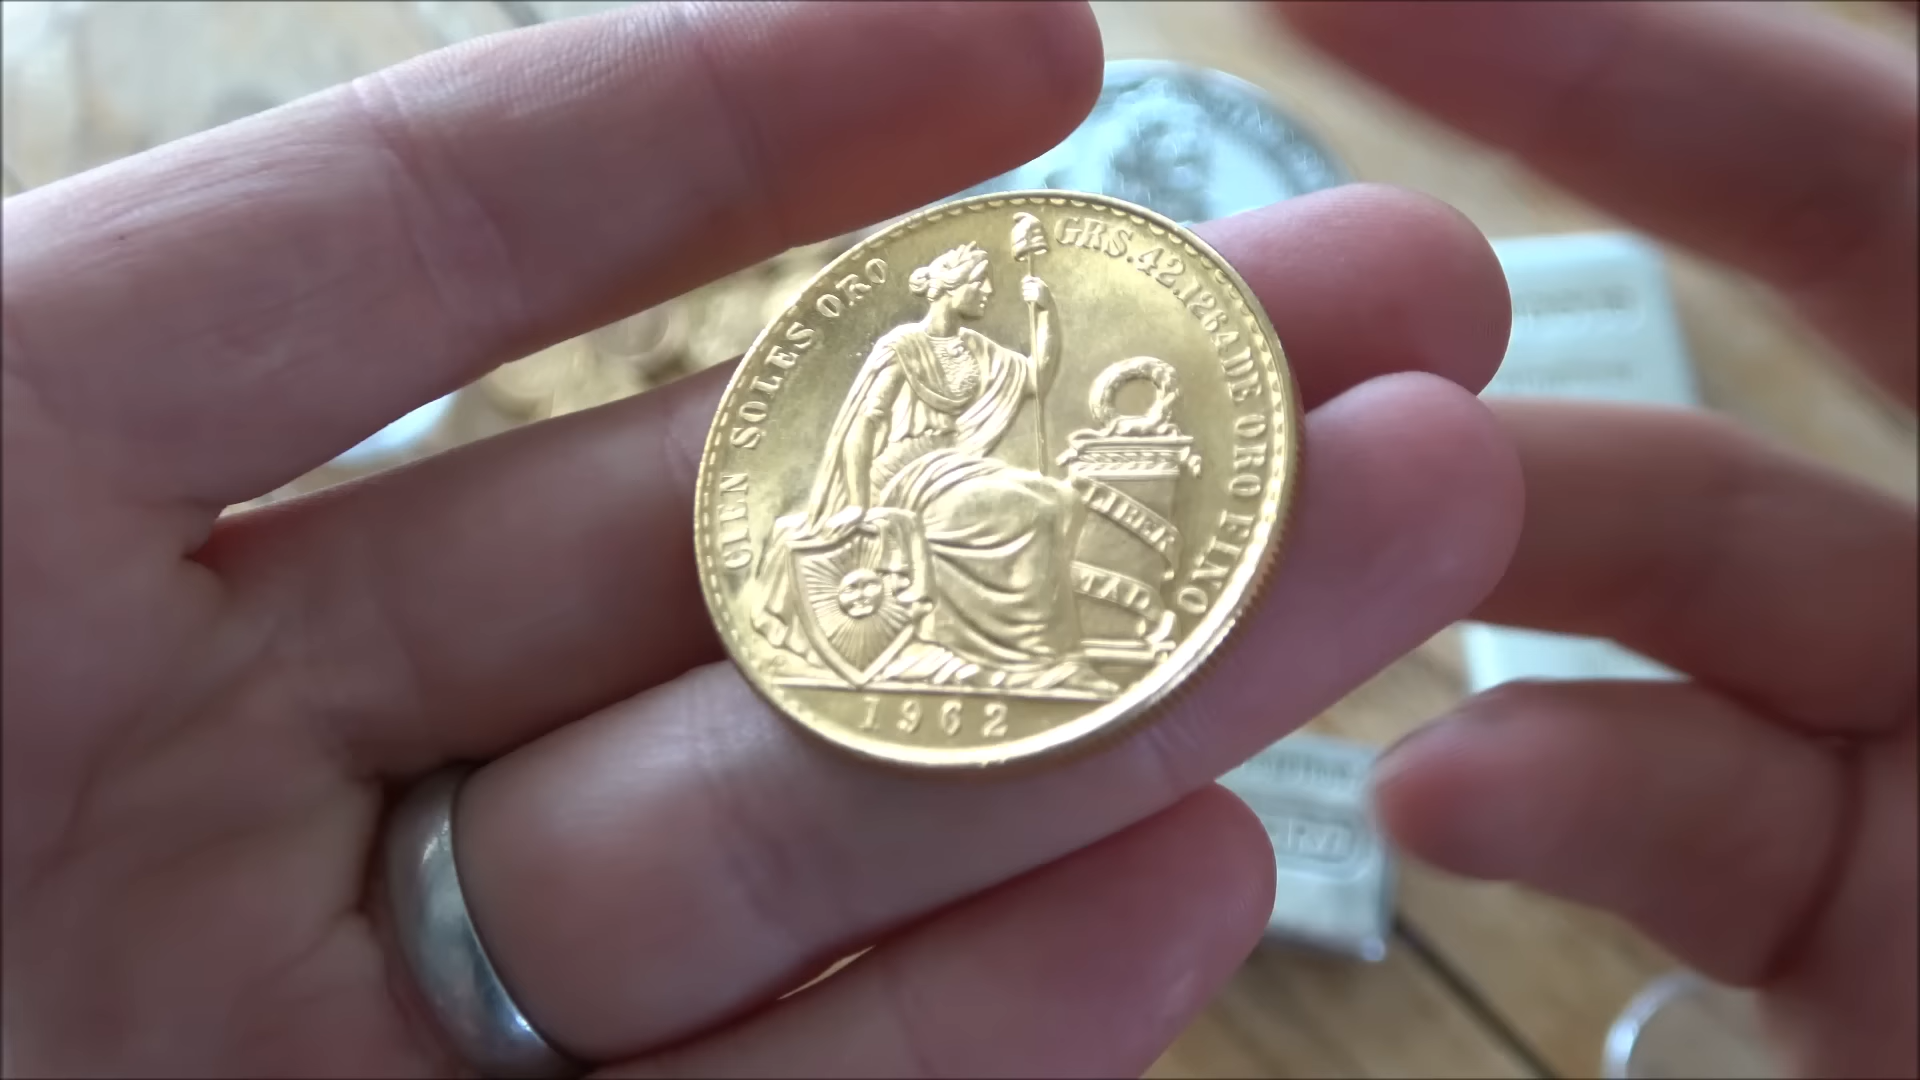 CIEN SOLES ORO
GRS.42.1264 DE ORO FINO
LIBER
TAD
1962